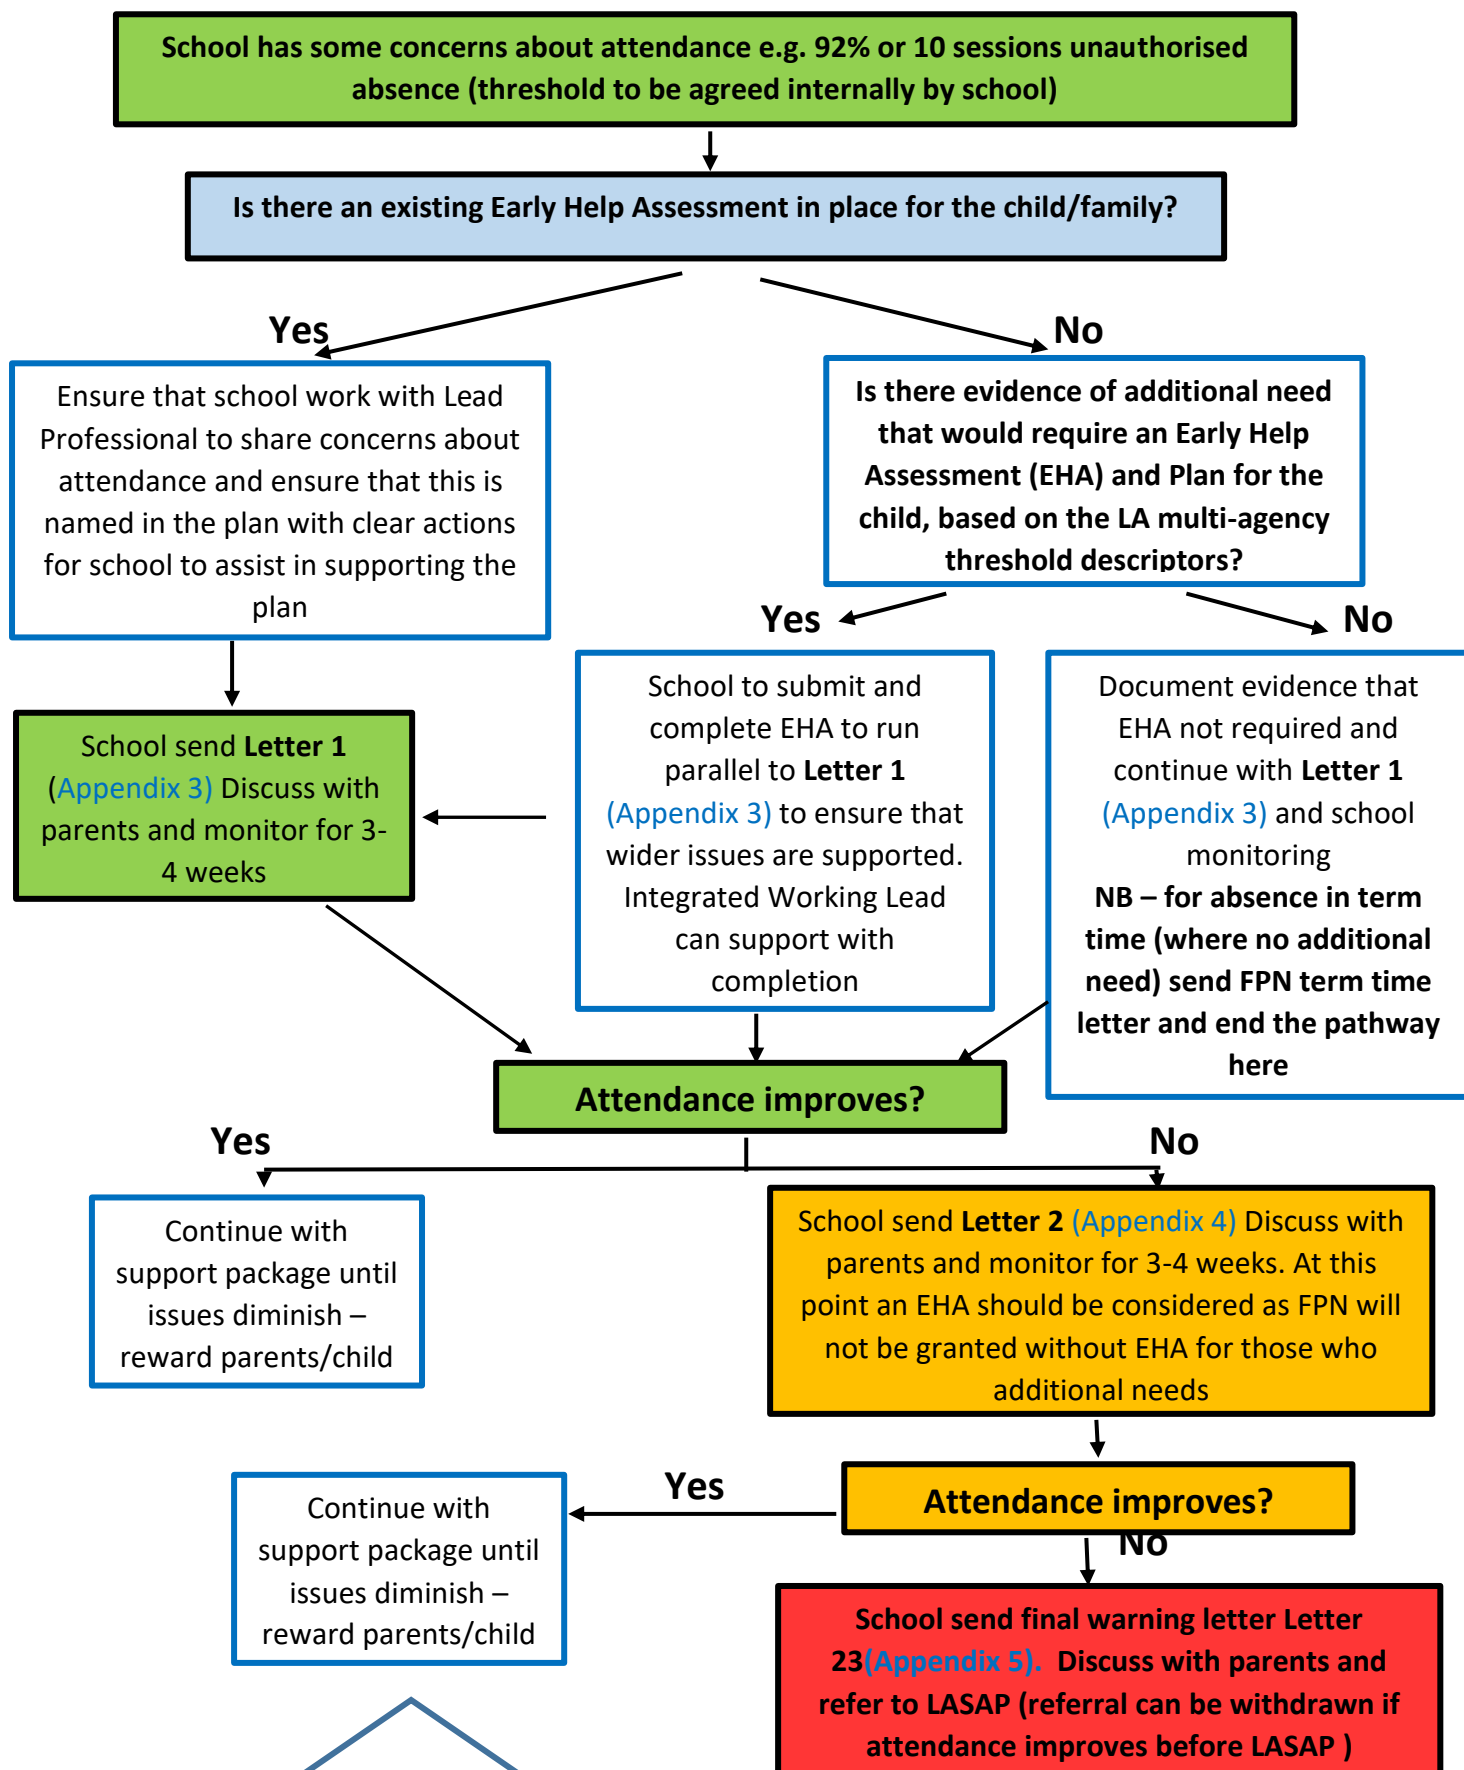 School has some concerns about attendance e.g. 92% or 10 sessions unauthorised
absence (threshold to be agreed internally by school)
Is there an existing Early Help Assessment in place for the child/family?
Yes
No
Ensure that school work with Lead
Professional to share concerns about
attendance and ensure that this is
named in the plan with clear actions
for school to assist in supporting the
plan
Is there evidence of additional need
that would require an Early Help
Assessment (EHA) and Plan for the
child, based on the LA multi-agency
threshold descriptors?
Yes
No
School send Letter 1
(Appendix 3) Discuss with
parents and monitor for 3-
4 weeks
School to submit and
complete EHA to run
parallel to Letter 1
(Appendix 3) to ensure that
wider issues are supported.
Integrated Working Lead
can support with
completion
Document evidence that
EHA not required and
continue with Letter 1
(Appendix 3) and school
monitoring
NB – for absence in term
time (where no additional
need) send FPN term time
letter and end the pathway
here
Attendance improves?
Yes
No
Continue with
support package until
issues diminish –
reward parents/child
School send Letter 2 (Appendix 4) Discuss with
parents and monitor for 3-4 weeks. At this
point an EHA should be considered as FPN will
not be granted without EHA for those who
additional needs
Attendance improves?
Yes
No
Continue with
support package until
issues diminish –
reward parents/child
School send final warning letter Letter
23(Appendix 5). Discuss with parents and
refer to LASAP (referral can be withdrawn if
attendance improves before LASAP )